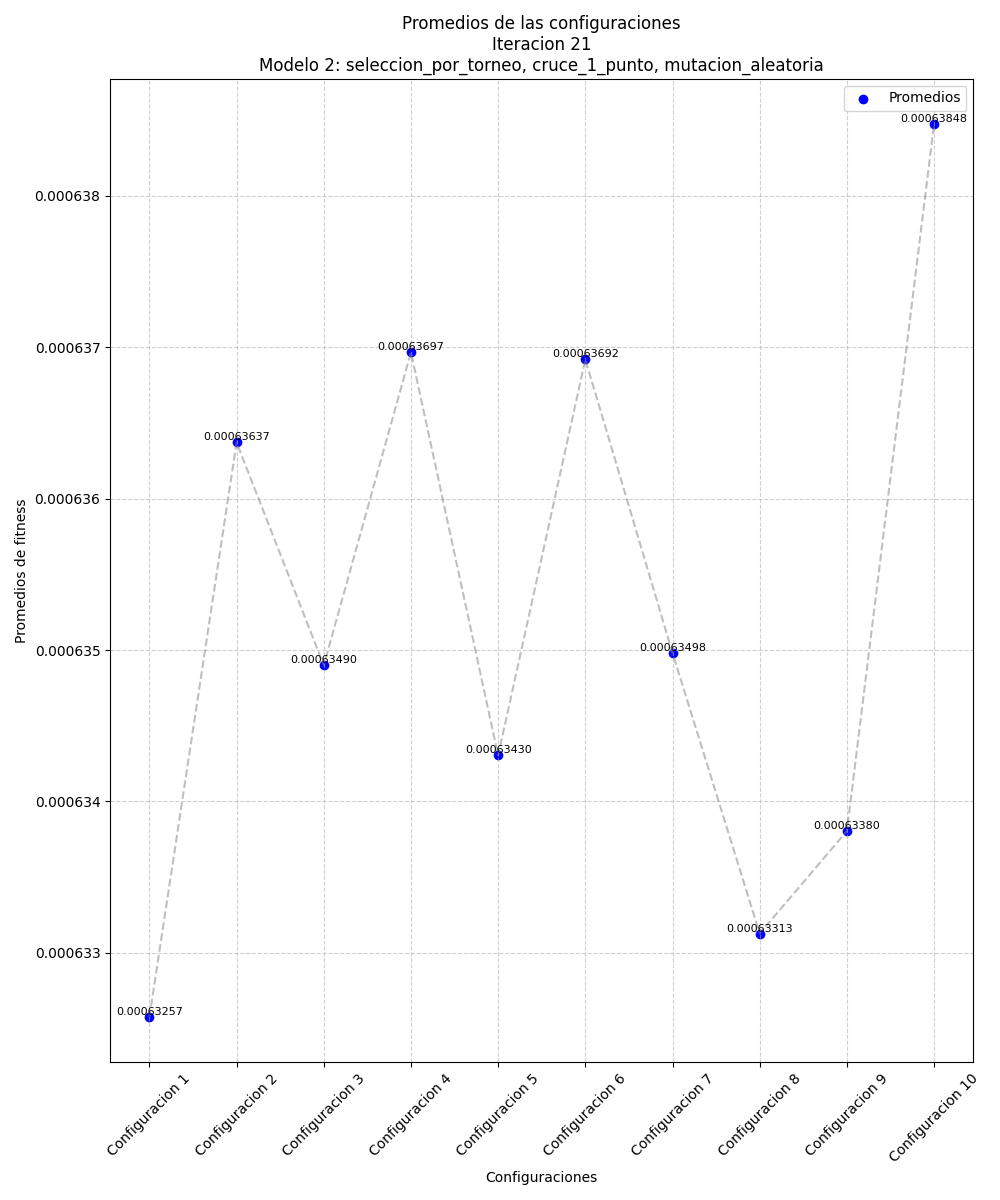 Promedios de las configuraciones
Iteracion 21
Modelo 2: seleccion_por_torneo, cruce_1_punto, mutacion_aleatoria
Promedios
0.00063848
0.000638
0.00063697
0.00063692
0.000637
0.00063637
0.000636
0.00063490
0.00063498
0.000635
0.00063430
0.000634
0.00063380
0.00063313
0.000633
0.00063257
Promedios de fitness
Configuracion 1
Configuracion 2
Configuracion 3
Configuracion 4
Configuracion 5
Configuracion 6
Configuracion 7
Configuracion 8
Configuracion 9
Configuracion 10
Configuraciones